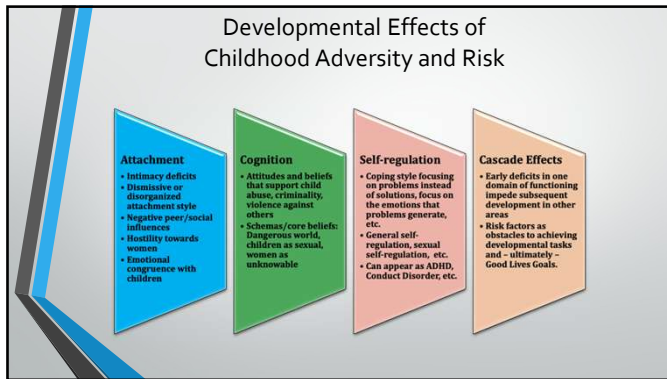 Developmental Effects of
Childhood Adversity and Risk
Attachment
• Intimacy deficits
• Dismissive or
disorganized
attachment style
• Negative peer/social
influences
• Hostility towards
women
• Emotional
congruence with
children
Cognition
• Attitudes and beliefs
that support child
abuse, criminality,
violence against
others
• Schemas/core beliefs:
Dangerous world,
children as sexual,
women as
unknowable
Self-regulation
• Coping style focusing
on problems instead
of solutions, focus on
the emotions that
problems generate,
etc.
• General self-
regulation, sexual
self-regulation, etc.
• Can appear as ADHD,
Conduct Disorder, etc.
Cascade Effects
• Early deficits in one
domain of functioning
impede subsequent
development in other
areas
• Risk factors as
obstacles to achieving
developmental tasks
and – ultimately –
Good Lives Goals.